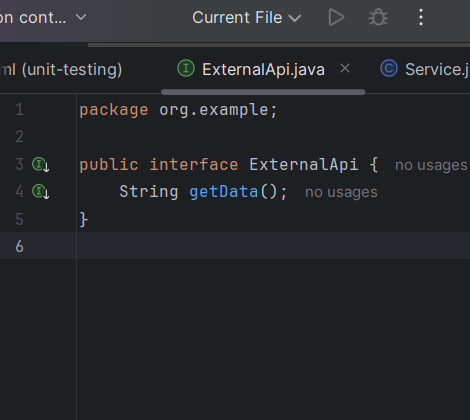 on cont...
Current File
ml (unit-testing)
ExternalApi.java
Service.j
1 package org.example;
2
3 public interface ExternalApi { no usages
4 String getData(); no usages
5 }
6